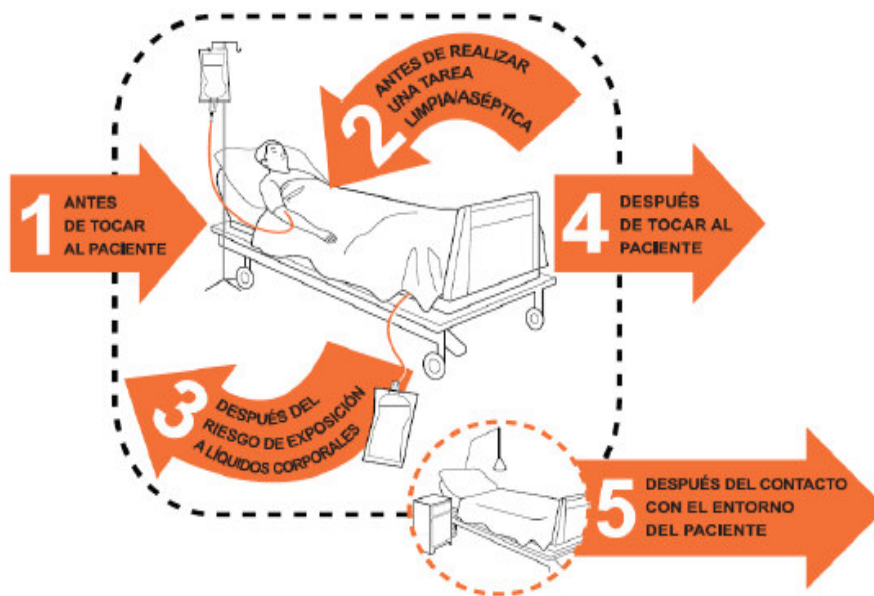 1
ANTES
DE TOCAR
AL PACIENTE
2
ANTES DE REALIZAR
UNA TAREA
LIMPIA/ASÉPTICA
3
DESPUÉS DEL
RIESGO DE EXPOSICIÓN
A LÍQUIDOS CORPORALES
4
DESPUÉS
DE TOCAR AL
PACIENTE
5
DESPUÉS DEL CONTACTO
CON EL ENTORNO
DEL PACIENTE